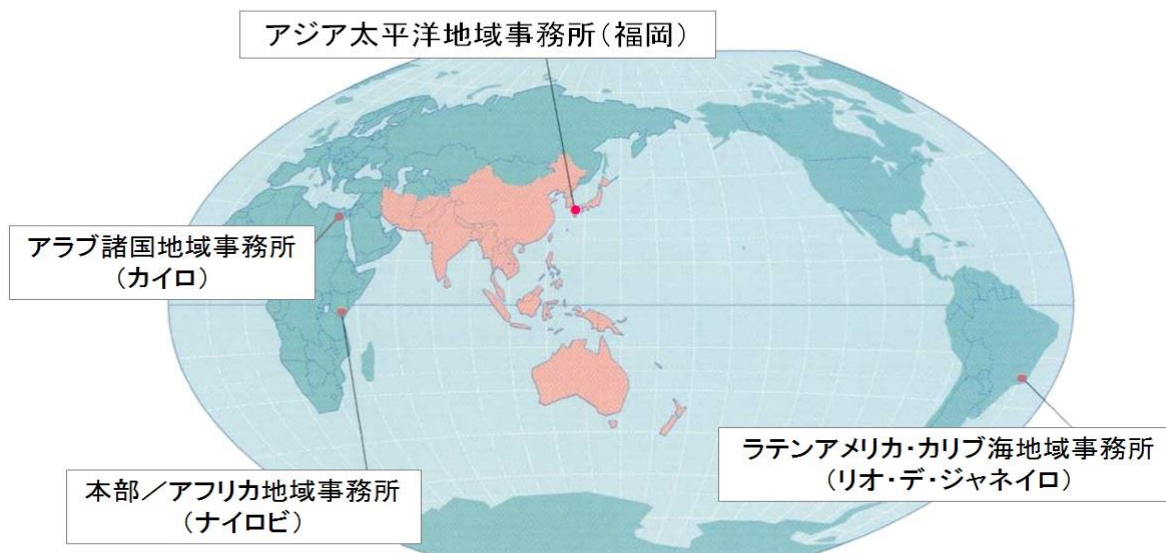 アジア太平洋地域事務所(福岡)
アラブ諸国地域事務所
(カイロ)
本部/アフリカ地域事務所
(ナイロビ)
ラテンアメリカ・カリブ海地域事務所
(リオ・デ・ジャネイロ)